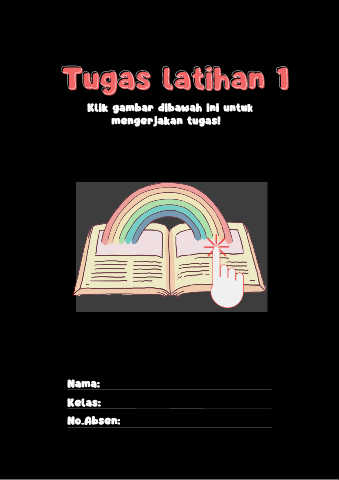 Tugas latihan 1
Klik gambar dibawah ini untuk
mengerjakan tugas!
Nama:
Kelas:
No.Absen: